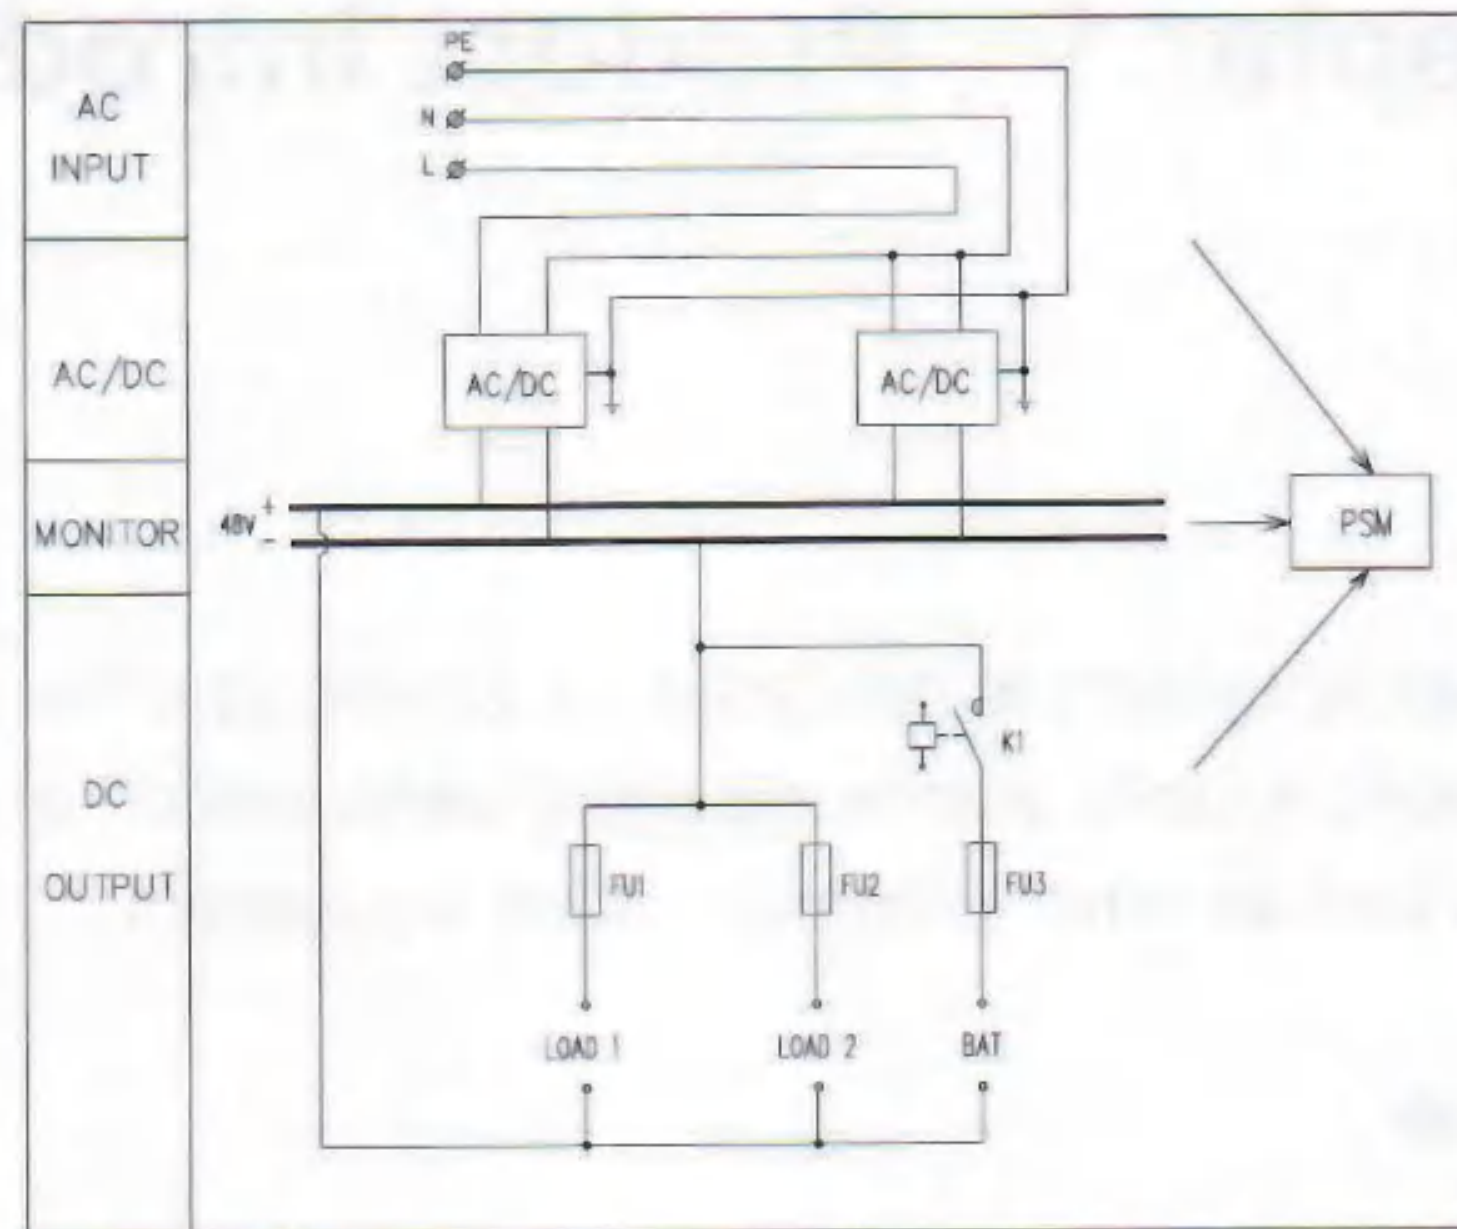 AC
INPUT
AC/DC
MONITOR
DC
OUTPUT
PE
N
L
AC/DC
AC/DC
48V
+
-
PSM
K1
FU1
FU2
FU3
LOAD 1
LOAD 2
BAT